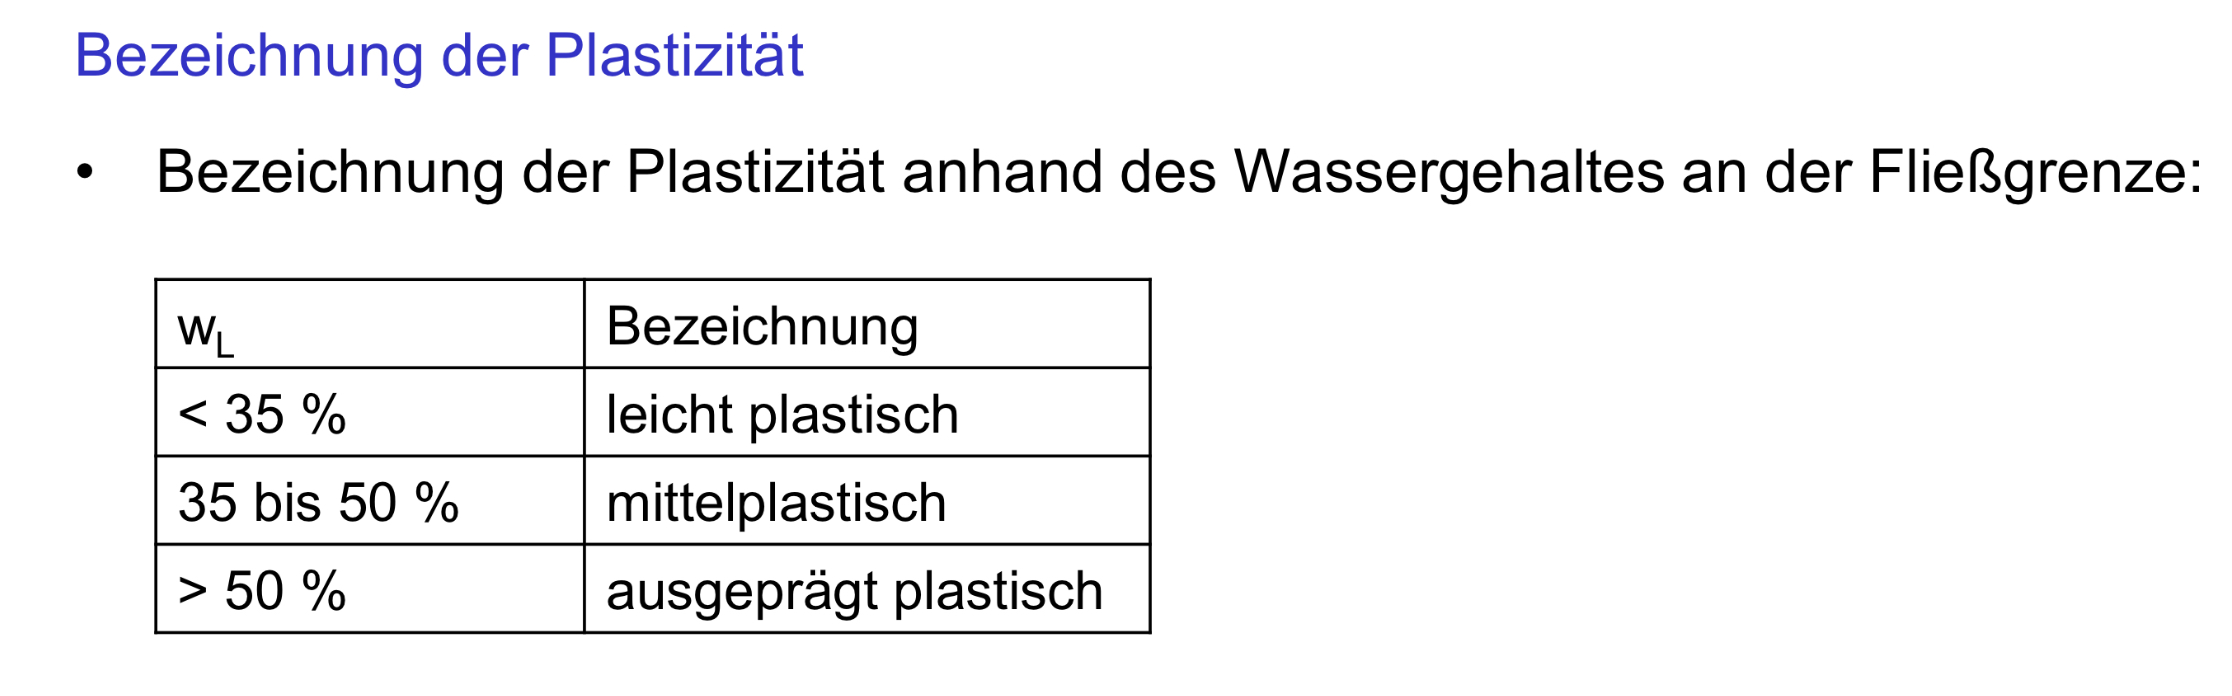 Bezeichnung der Plastizität
• Bezeichnung der Plastizität anhand des Wassergehaltes an der Fließgrenze:
wL Bezeichnung
< 35 % leicht plastisch
35 bis 50 % mittelplastisch
> 50 % ausgeprägt plastisch